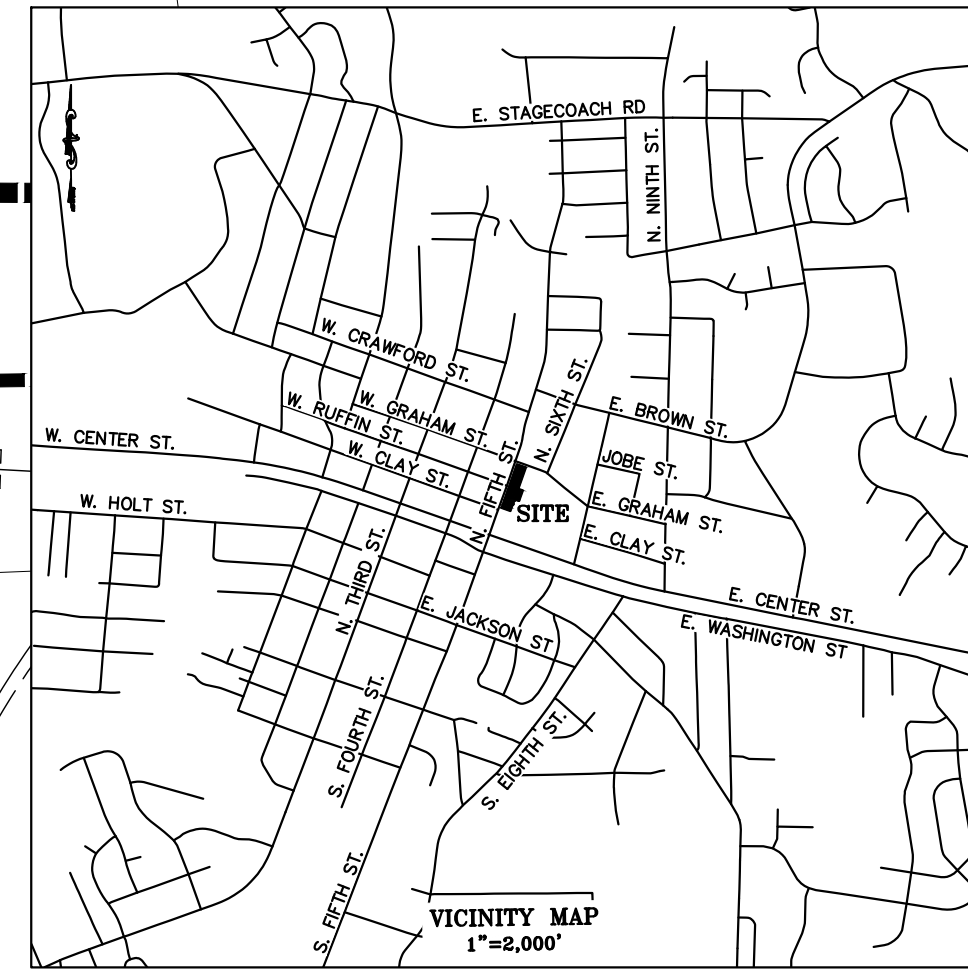 E. STAGECOACH RD
N. NINTH ST.
W. CRAWFORD ST.
N. SIXTH ST.
W. GRAHAM ST.
W. RUFFIN ST.
E. BROWN ST.
W. CENTER ST.
W. CLAY ST.
N. FIFTH ST.
JOBE ST.
W. HOLT ST.
SITE
E. GRAHAM ST.
E. CLAY ST.
N. THIRD ST.
E. JACKSON ST
E. CENTER ST.
E. WASHINGTON ST
S. FOURTH ST.
S. EIGHTH ST.
S. FIFTH ST.
VICINITY MAP
1"=2,000'